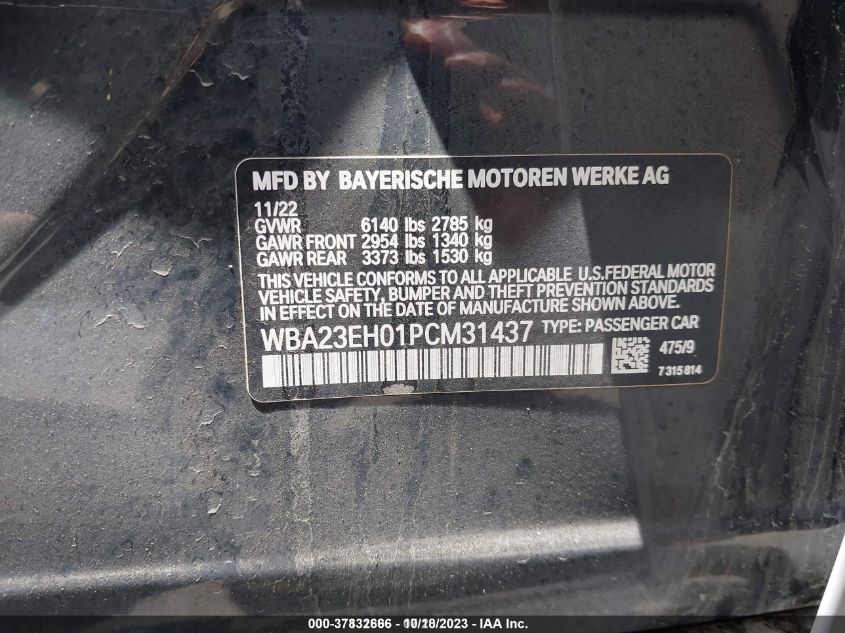 MFD BY BAYERISCHE MOTOREN WERKE AG
11/22
GVWR 6140 lbs 2785 kg
GAWR FRONT 2954 lbs 1340 kg
GAWR REAR 3373 lbs 1530 kg
THIS VEHICLE CONFORMS TO ALL APPLICABLE U.S.FEDERAL MOTOR
VEHICLE SAFETY, BUMPER AND THEFT PREVENTION STANDARDS
IN EFFECT ON THE DATE OF MANUFACTURE SHOWN ABOVE.
WBA23EH01PCM31437 TYPE: PASSENGER CAR
475/9
7 315 814
000-37832666 - 10/18/2023 - IAA Inc.